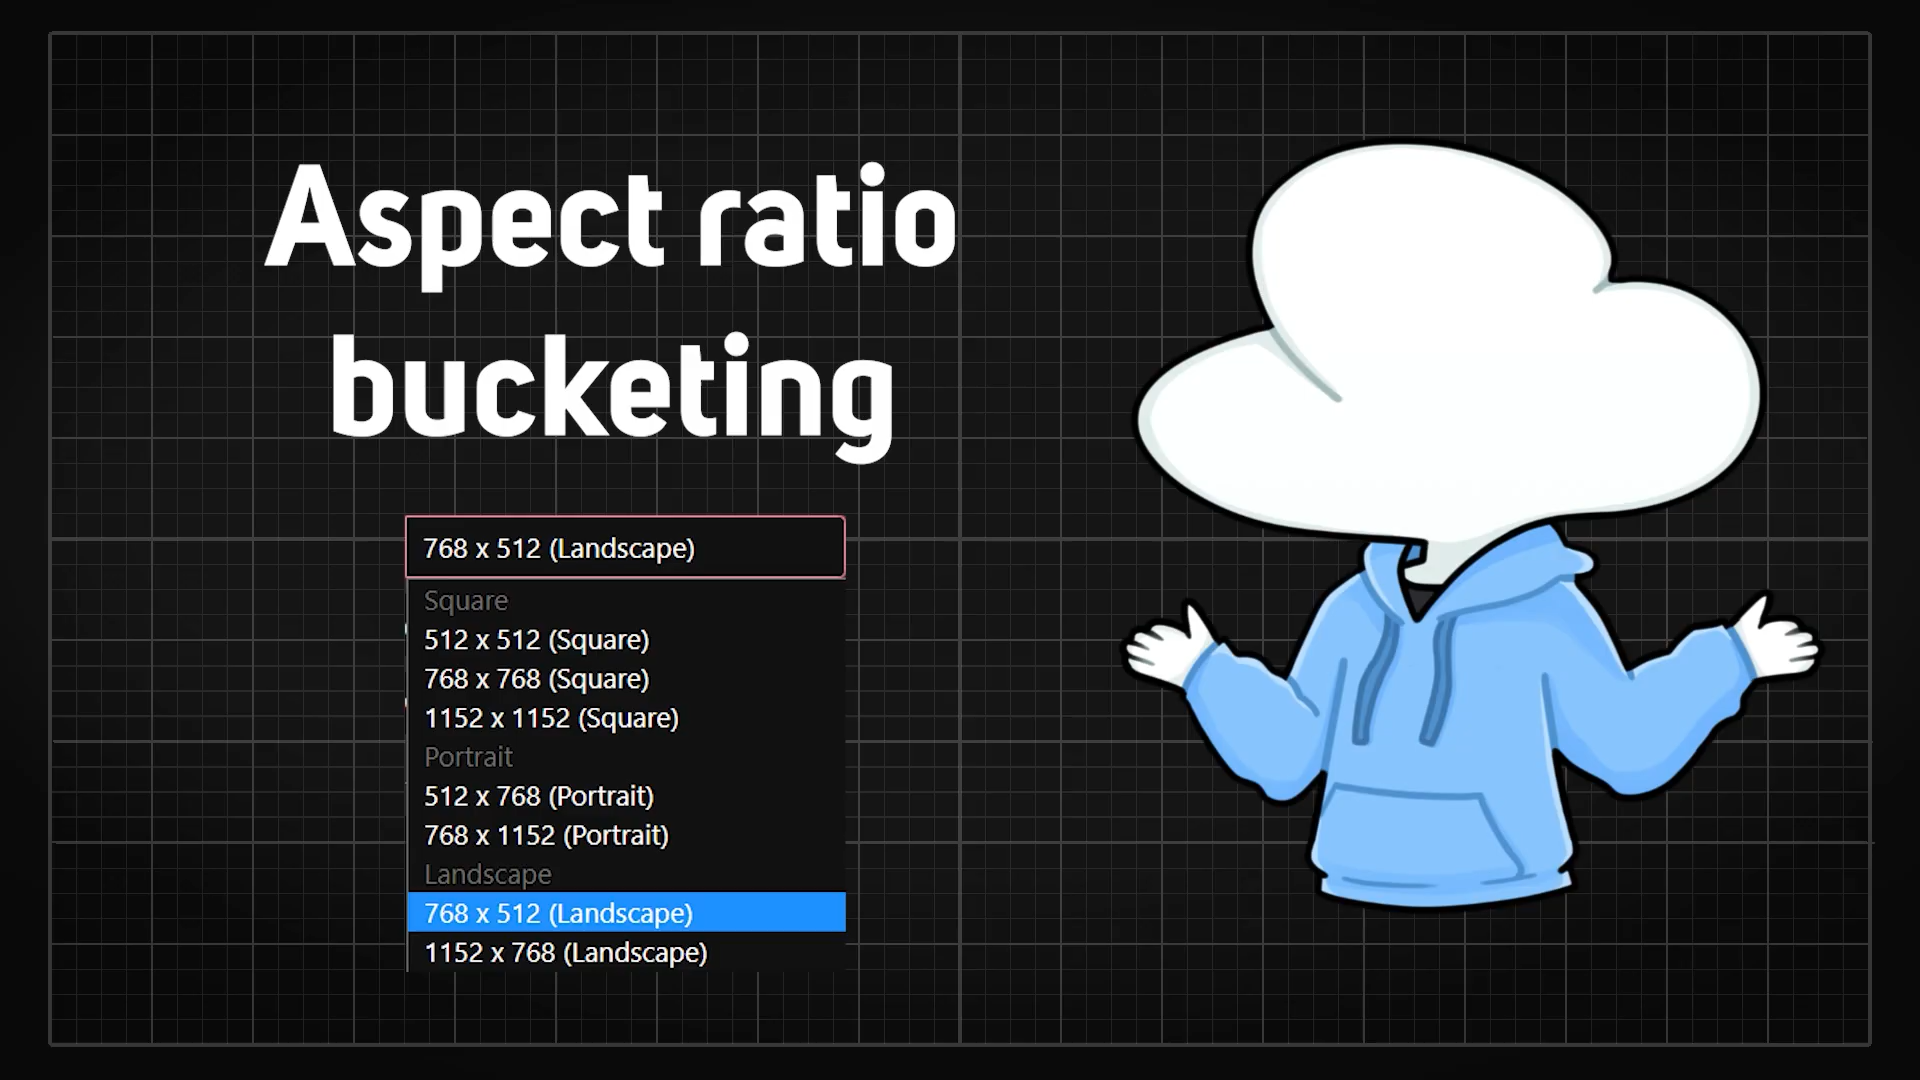 Aspect ratio
bucketing
768 x 512 (Landscape)
Square
512 x 512 (Square)
768 x 768 (Square)
1152 x 1152 (Square)
Portrait
512 x 768 (Portrait)
768 x 1152 (Portrait)
Landscape
768 x 512 (Landscape)
1152 x 768 (Landscape)